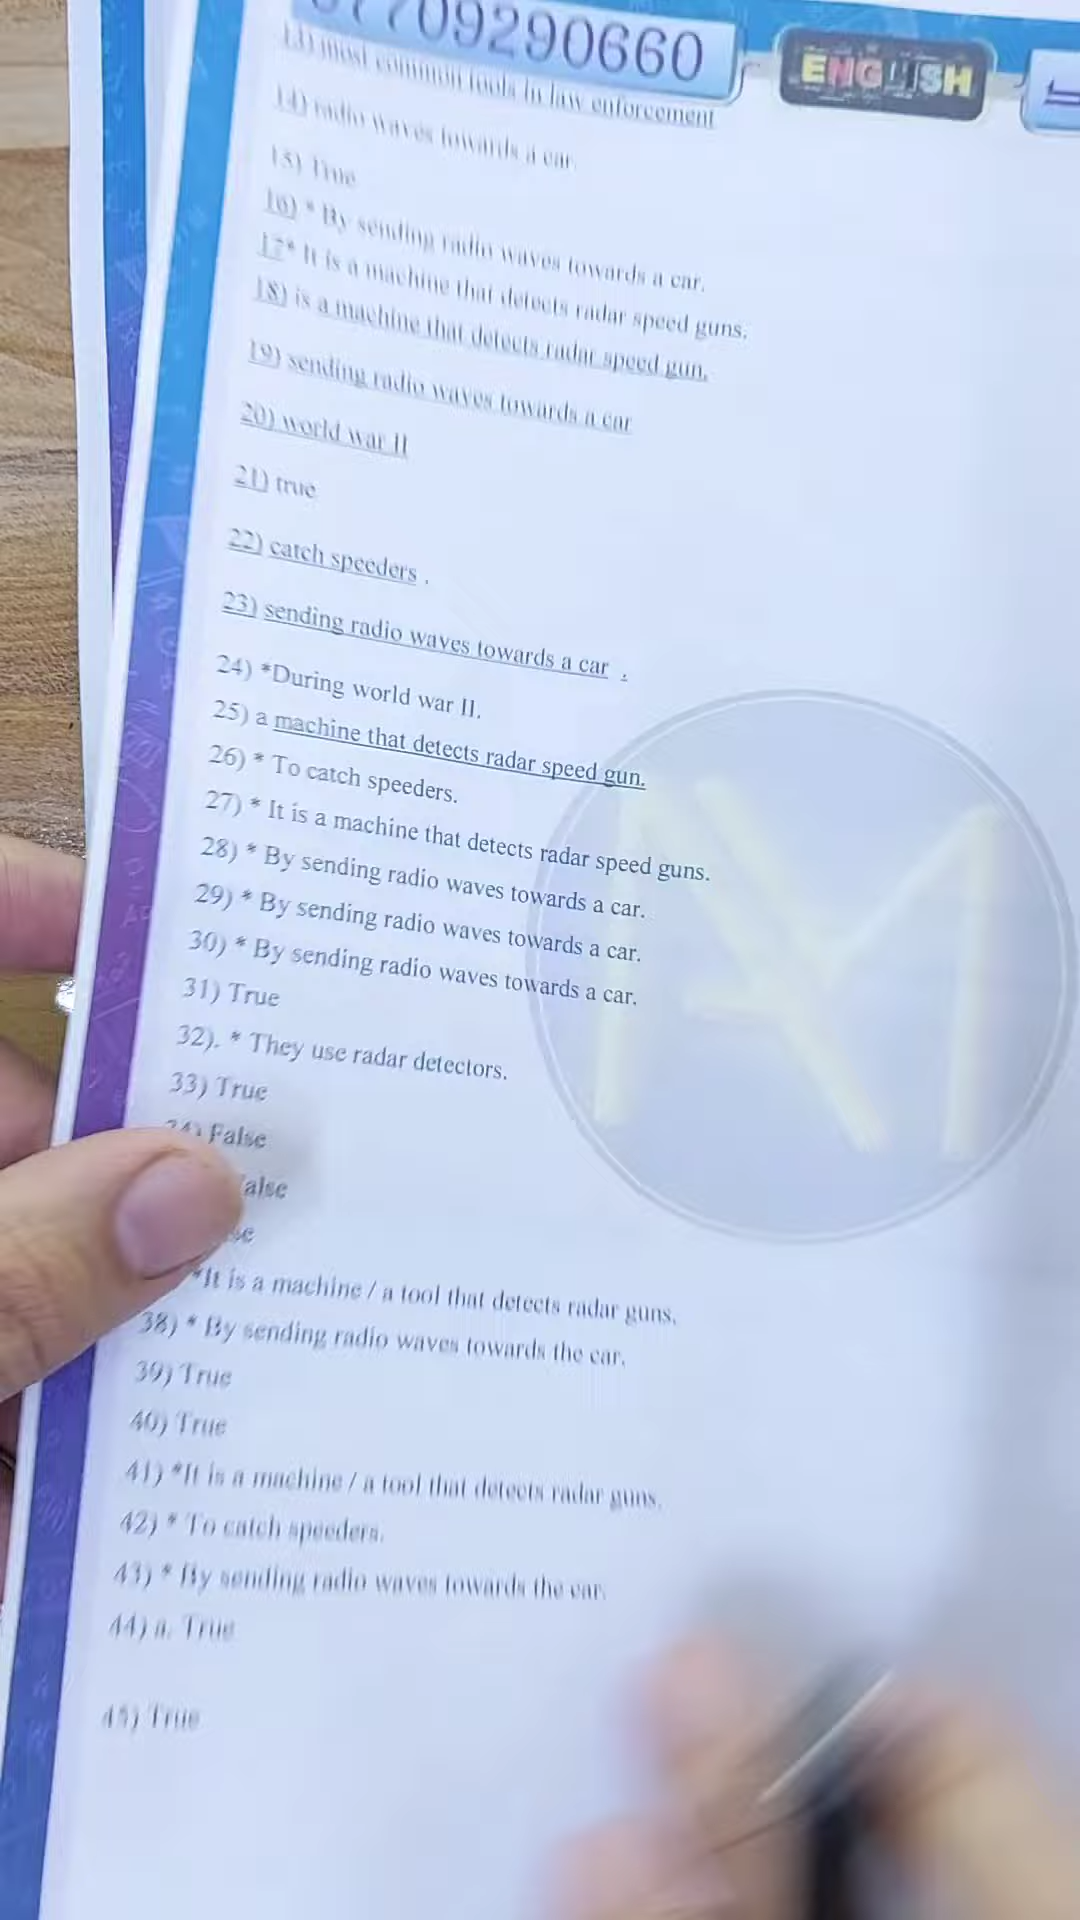 709290660
ENGLISH
13) most common tools in law enforcement
14) radio waves towards a car.
15) True
16) * By sending radio waves towards a car.
17* It is a machine that detects radar speed guns.
18) is a machine that detects radar speed gun.
19) sending radio waves towards a car
20) world war II
21) true
22) catch speeders .
23) sending radio waves towards a car .
24) *During world war II.
25) a machine that detects radar speed gun.
26) * To catch speeders.
27) * It is a machine that detects radar speed guns.
28) * By sending radio waves towards a car.
29) * By sending radio waves towards a car.
30) * By sending radio waves towards a car.
31) True
32). * They use radar detectors.
33) True
34) False
alse
se
*It is a machine / a tool that detects radar guns.
38) * By sending radio waves towards the car.
39) True
40) True
41) *It is a machine / a tool that detects radar guns.
42) * To catch speeders.
43) * By sending radio waves towards the car.
44) a. True
45) True